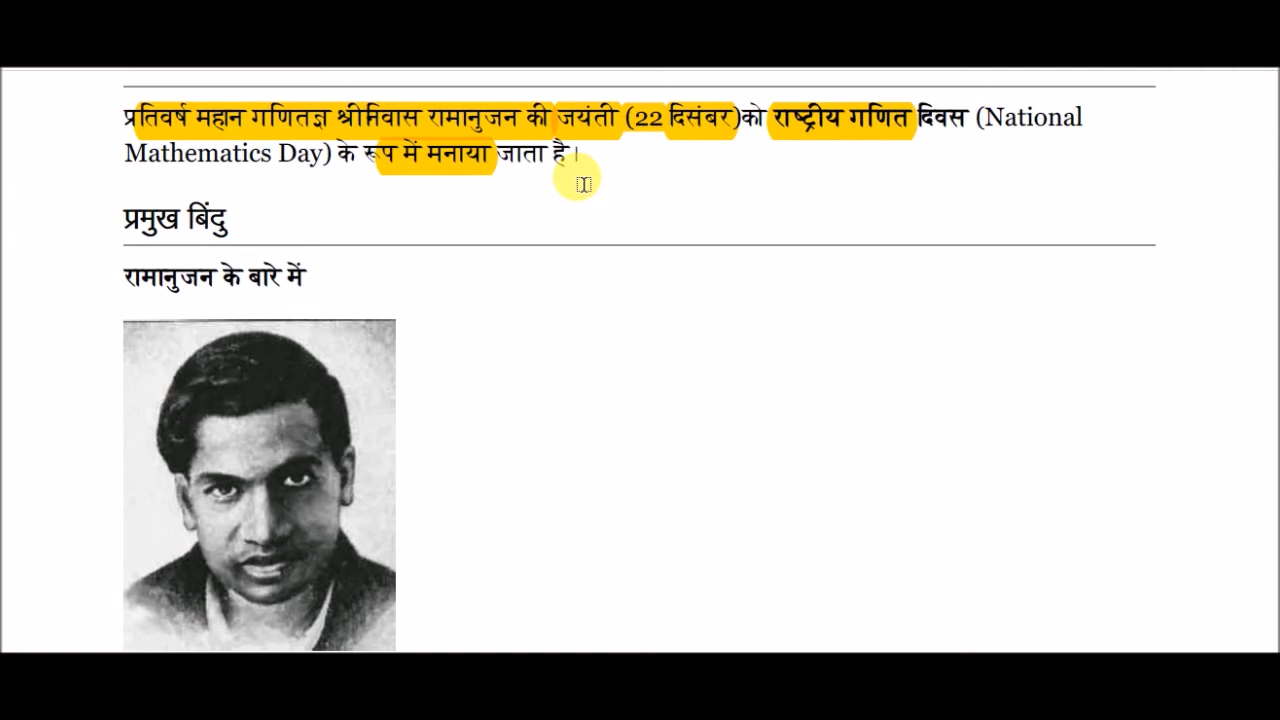 प्रतिवर्ष महान गणितज्ञ श्रीनिवास रामानुजन की जयंती (22 दिसंबर)को राष्ट्रीय गणित दिवस (National
Mathematics Day) के रूप में मनाया जाता है।
प्रमुख बिंदु
रामानुजन के बारे में